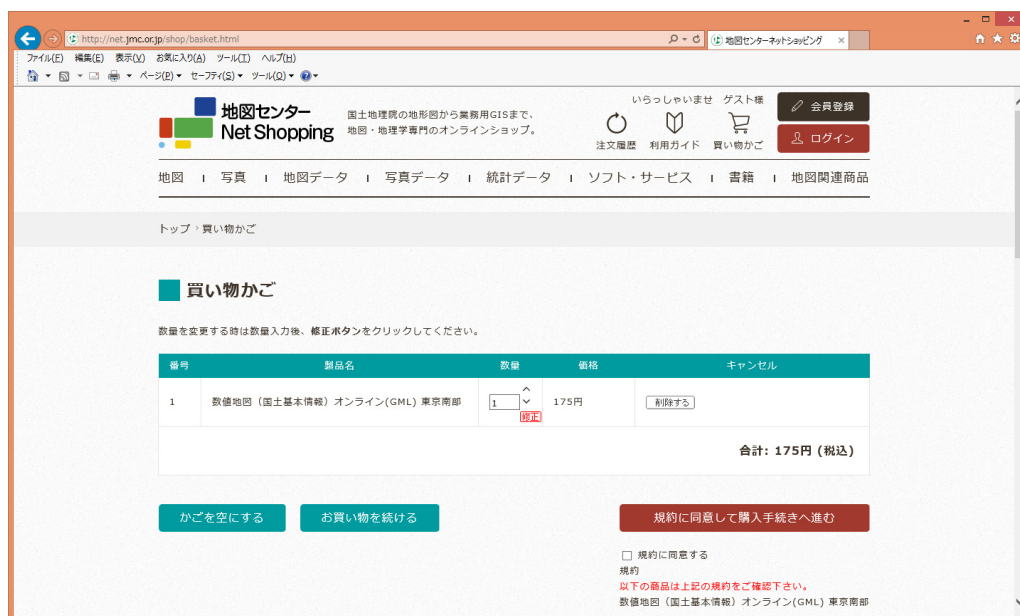 http://net.jmc.or.jp/shop/basket.html
地図センターネットショッピング
ファイル(F) 編集(E) 表示(V) お気に入り(A) ツール(T) ヘルプ(H)
ページ(P) セーフティ(S) ツール(O)
地図センター
Net Shopping
国土地理院の地形図から業務用GISまで、
地図・地理学専門のオンラインショップ。
いらっしゃいませ ゲスト様
注文履歴 利用ガイド 買い物かご
会員登録
ログイン
地図 写真 地図データ 写真データ 統計データ ソフト・サービス 書籍 地図関連商品
トップ 買い物かご
買い物かご
数量を変更する時は数量入力後、修正ボタンをクリックしてください。
番号 製品名 数量 価格 キャンセル
1 数値地図（国土基本情報）オンライン(GML) 東京南部 1 175円 削除する
修正
合計: 175円 (税込)
かごを空にする お買い物を続ける 規約に同意して購入手続きへ進む
規約に同意する
規約
以下の商品は上記の規約をご確認下さい。
数値地図（国土基本情報）オンライン(GML) 東京南部